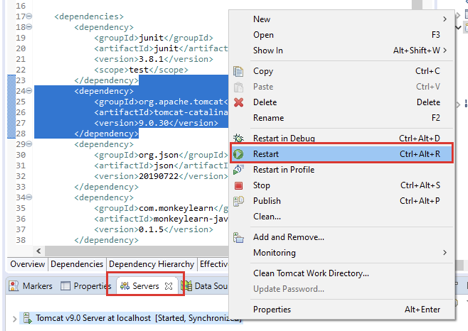 16
17 <dependencies>
18 <dependency>
19 <groupId>junit</groupId>
20 <artifactId>junit</artifac
21 <version>3.8.1</version>
22 <scope>test</scope>
23 </dependency>
24 <dependency>
25 <groupId>org.apache.tomcat
26 <artifactId>tomcat-catalina
27 <version>9.0.30</version>
28 </dependency>
29 <dependency>
30 <groupId>org.json</groupId>
31 <artifactId>json</artifactI
32 <version>20190722</version>
33 </dependency>
34 <dependency>
35 <groupId>com.monkeylearn</g
36 <artifactId>monkeylearn-jav
37 <version>0.1.5</version>
38 </dependency>
Overview Dependencies Dependency Hierarchy Effective
Markers Properties Servers Data Sou
Tomcat v9.0 Server at localhost [Started, Synchronized]
New
Open F3
Show In Alt+Shift+W
Copy Ctrl+C
Paste Ctrl+V
Delete Delete
Rename F2
Restart in Debug Ctrl+Alt+D
Restart Ctrl+Alt+R
Restart in Profile
Stop Ctrl+Alt+S
Publish Ctrl+Alt+P
Clean...
Add and Remove...
Monitoring
Clean Tomcat Work Directory...
Update Password...
Properties Alt+Enter